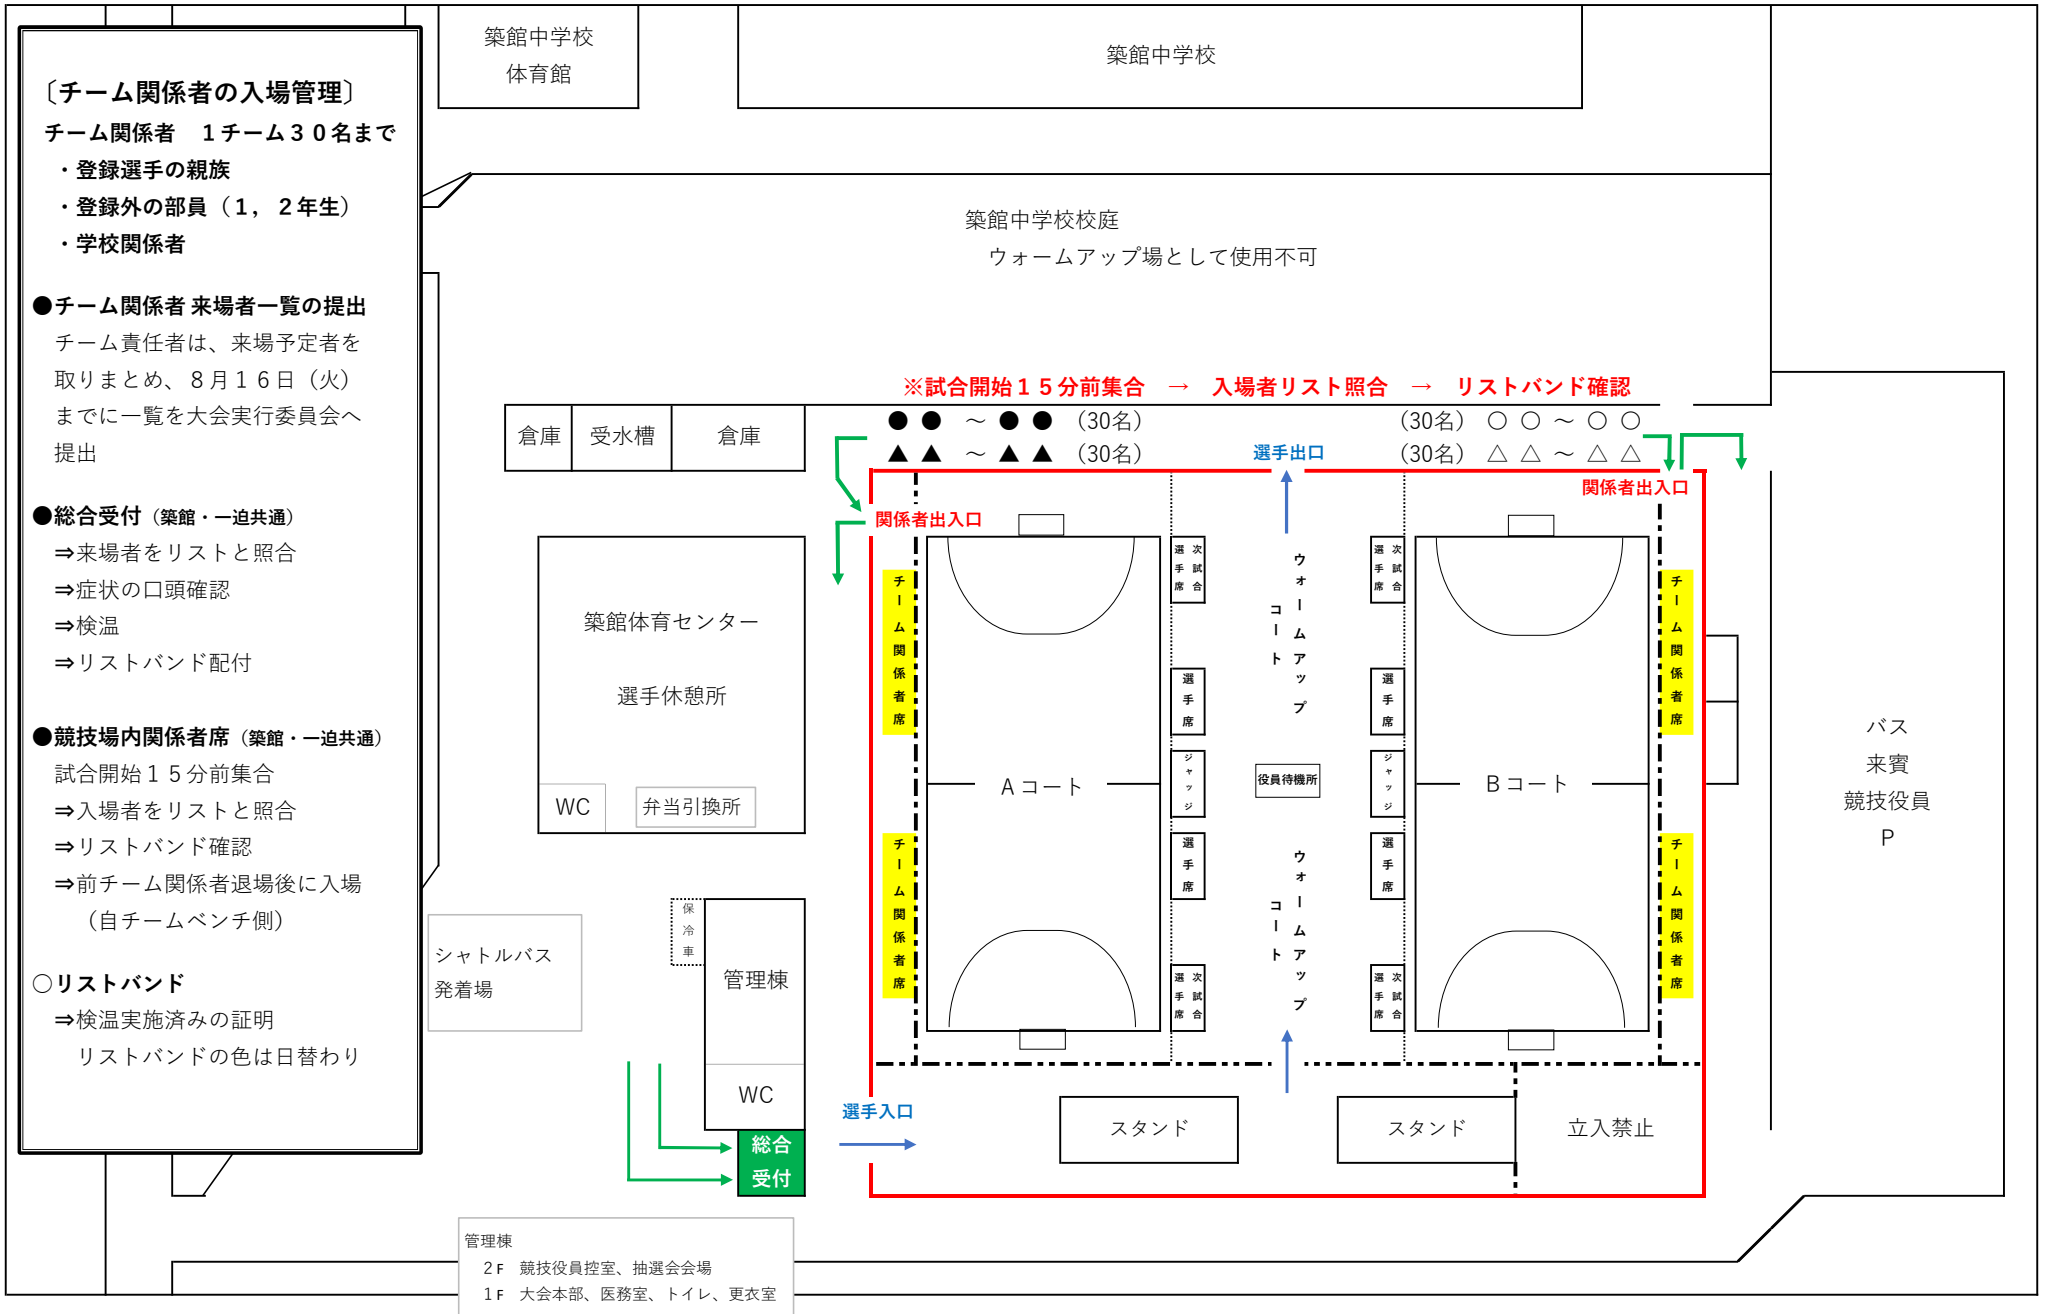 〔チーム関係者の入場管理〕
チーム関係者　１チーム３０名まで
・登録選手の親族
・登録外の部員（１，２年生）
・学校関係者
●チーム関係者 来場者一覧の提出
チーム責任者は、来場予定者を
取りまとめ、８月１６日（火）
までに一覧を大会実行委員会へ
提出
●総合受付（築館・一迫共通）
⇒来場者をリストと照合
⇒症状の口頭確認
⇒検温
⇒リストバンド配付
●競技場内関係者席（築館・一迫共通）
試合開始１５分前集合
⇒入場者をリストと照合
⇒リストバンド確認
⇒前チーム関係者退場後に入場
（自チームベンチ側）
○リストバンド
⇒検温実施済みの証明
リストバンドの色は日替わり
築館中学校
体育館
築館中学校
築館中学校校庭
ウォームアップ場として使用不可
※試合開始１５分前集合　→　入場者リスト照合　→　リストバンド確認
●　●　～　●　●　（30名）
▲　▲　～　▲　▲　（30名）
（30名）　○　○　～　○　○
（30名）　△　△　～　△　△
倉庫
受水槽
倉庫
選手出口
関係者出入口
関係者出入口
築館体育センター
選手休憩所
WC
弁当引換所
チーム関係者席
チーム関係者席
Ａコート
次試合
選手席
選手席
ジャッジ
選手席
次試合
選手席
ウォームアップ
コート
役員待機所
ウォームアップ
コート
次試合
選手席
選手席
ジャッジ
選手席
次試合
選手席
Ｂコート
チーム関係者席
チーム関係者席
バス
来賓
競技役員
Ｐ
シャトルバス
発着場
保冷車
管理棟
WC
総合
受付
選手入口
スタンド
スタンド
立入禁止
管理棟
２F　競技役員控室、抽選会会場
１F　大会本部、医務室、トイレ、更衣室